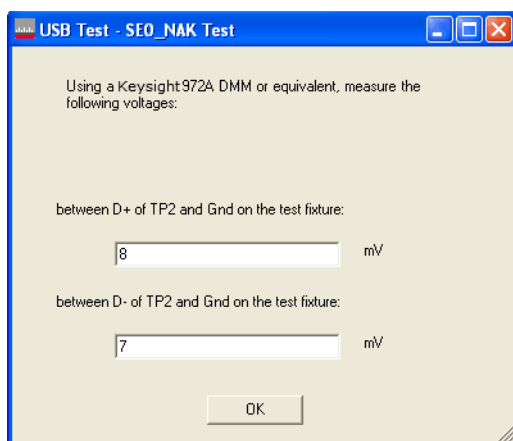 USB Test - SE0_NAK Test
Using a Keysight 972A DMM or equivalent, measure the
following voltages:
between D+ of TP2 and Gnd on the test fixture:
8 mV
between D- of TP2 and Gnd on the test fixture:
7 mV
OK